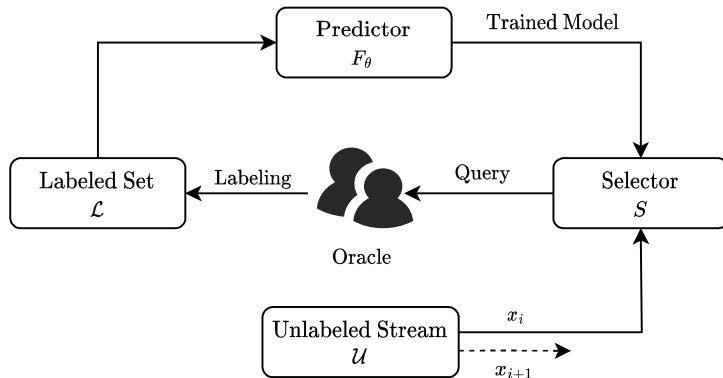 Predictor
F_θ
Trained Model
Labeled Set
ℒ
Labeling
Query
Selector
S
Oracle
Unlabeled Stream
𝒰
x_i
x_{i+1}